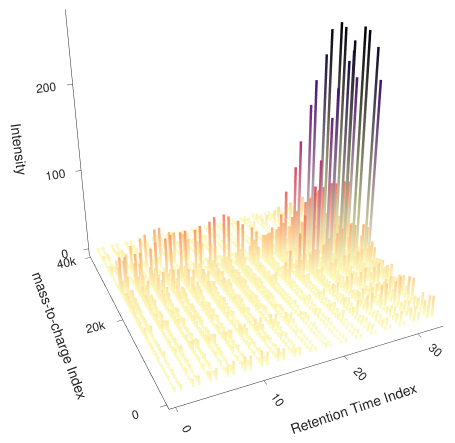 200
Intensity
100
0
40k
mass-to-charge Index
20k
0
0
10
20
30
Retention Time Index